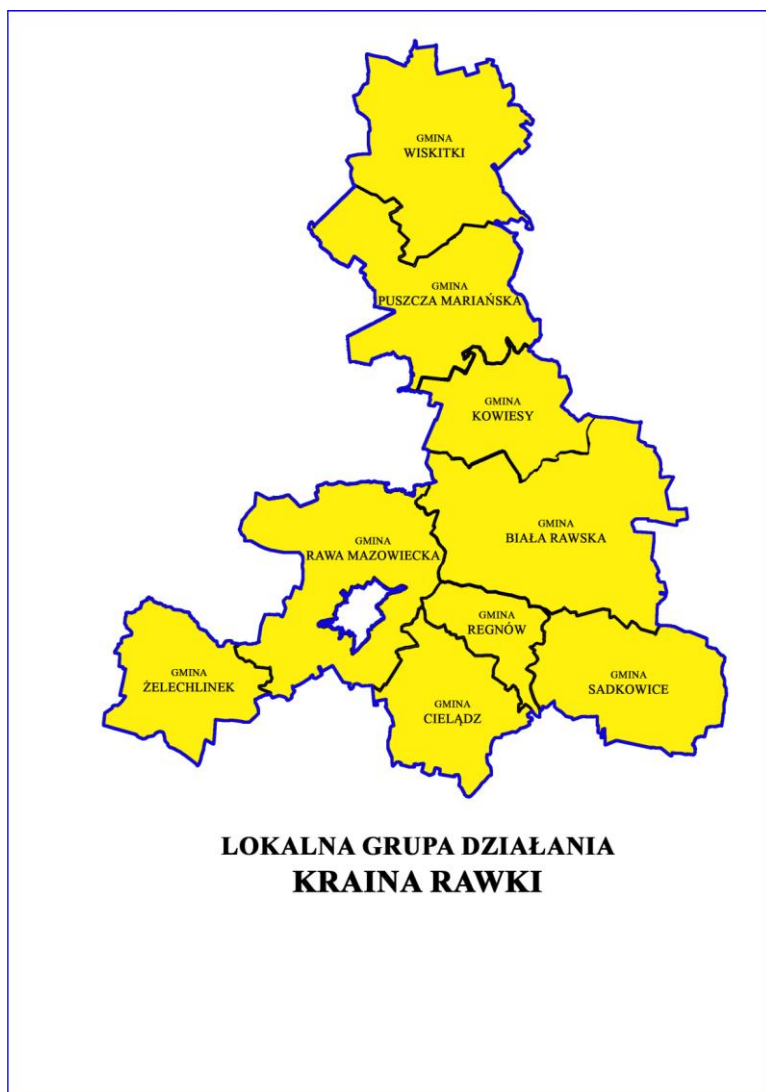 GMINA
WISKITKI
GMINA
PUSZCZA MARIAŃSKA
GMINA
KOWIESY
GMINA
BIAŁA RAWSKA
GMINA
RAWA MAZOWIECKA
GMINA
REGNÓW
GMINA
ŻELECHLINEK
GMINA
SADKOWICE
GMINA
CIELĄDZ
LOKALNA GRUPA DZIAŁANIA
KRAINA RAWKI